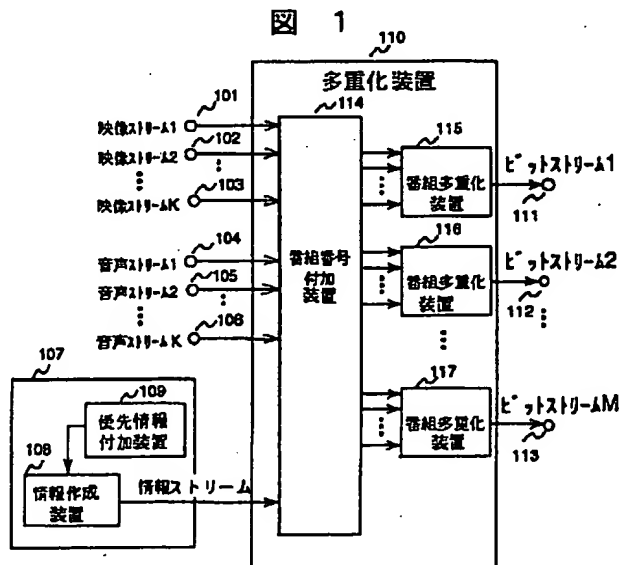 図 1
110
多重化装置
101
映像ストリーム1
102
映像ストリーム2
103
映像ストリームK
104
音声ストリーム1
105
音声ストリーム2
106
音声ストリームK
107
109
優先情報
付加装置
108
情報作成
装置
情報ストリーム
114
番組番号
付加
装置
115
番組多重化
装置
ビットストリーム1
111
116
番組多重化
装置
ビットストリーム2
112
117
番組多重化
装置
ビットストリームM
113